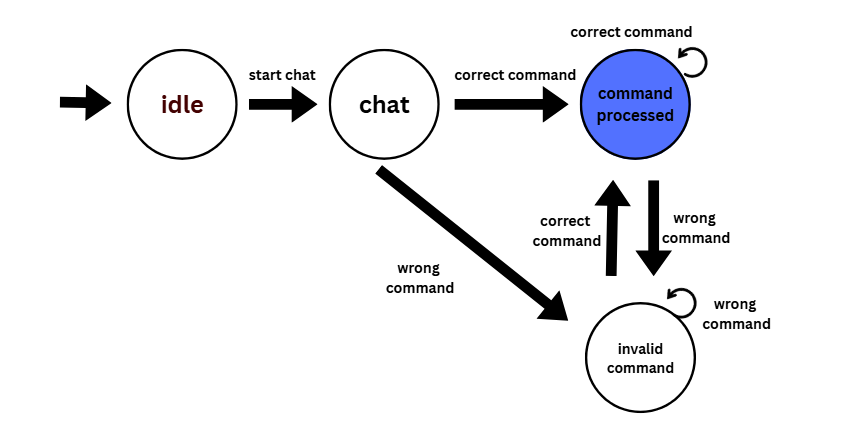 correct command
start chat
correct command
idle
chat
command
processed
correct
command
wrong
command
wrong
command
wrong
command
invalid
command